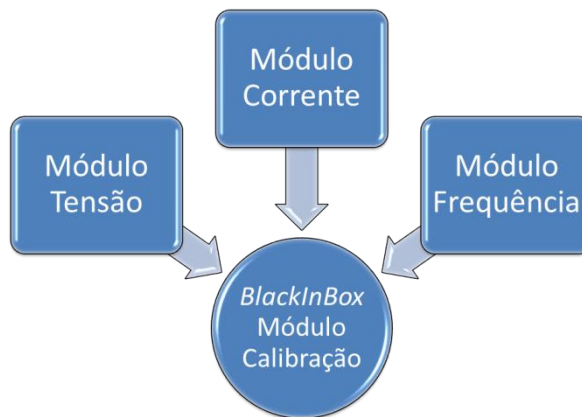 Módulo
Corrente
Módulo
Tensão
Módulo
Frequência
BlackInBox
Módulo
Calibração